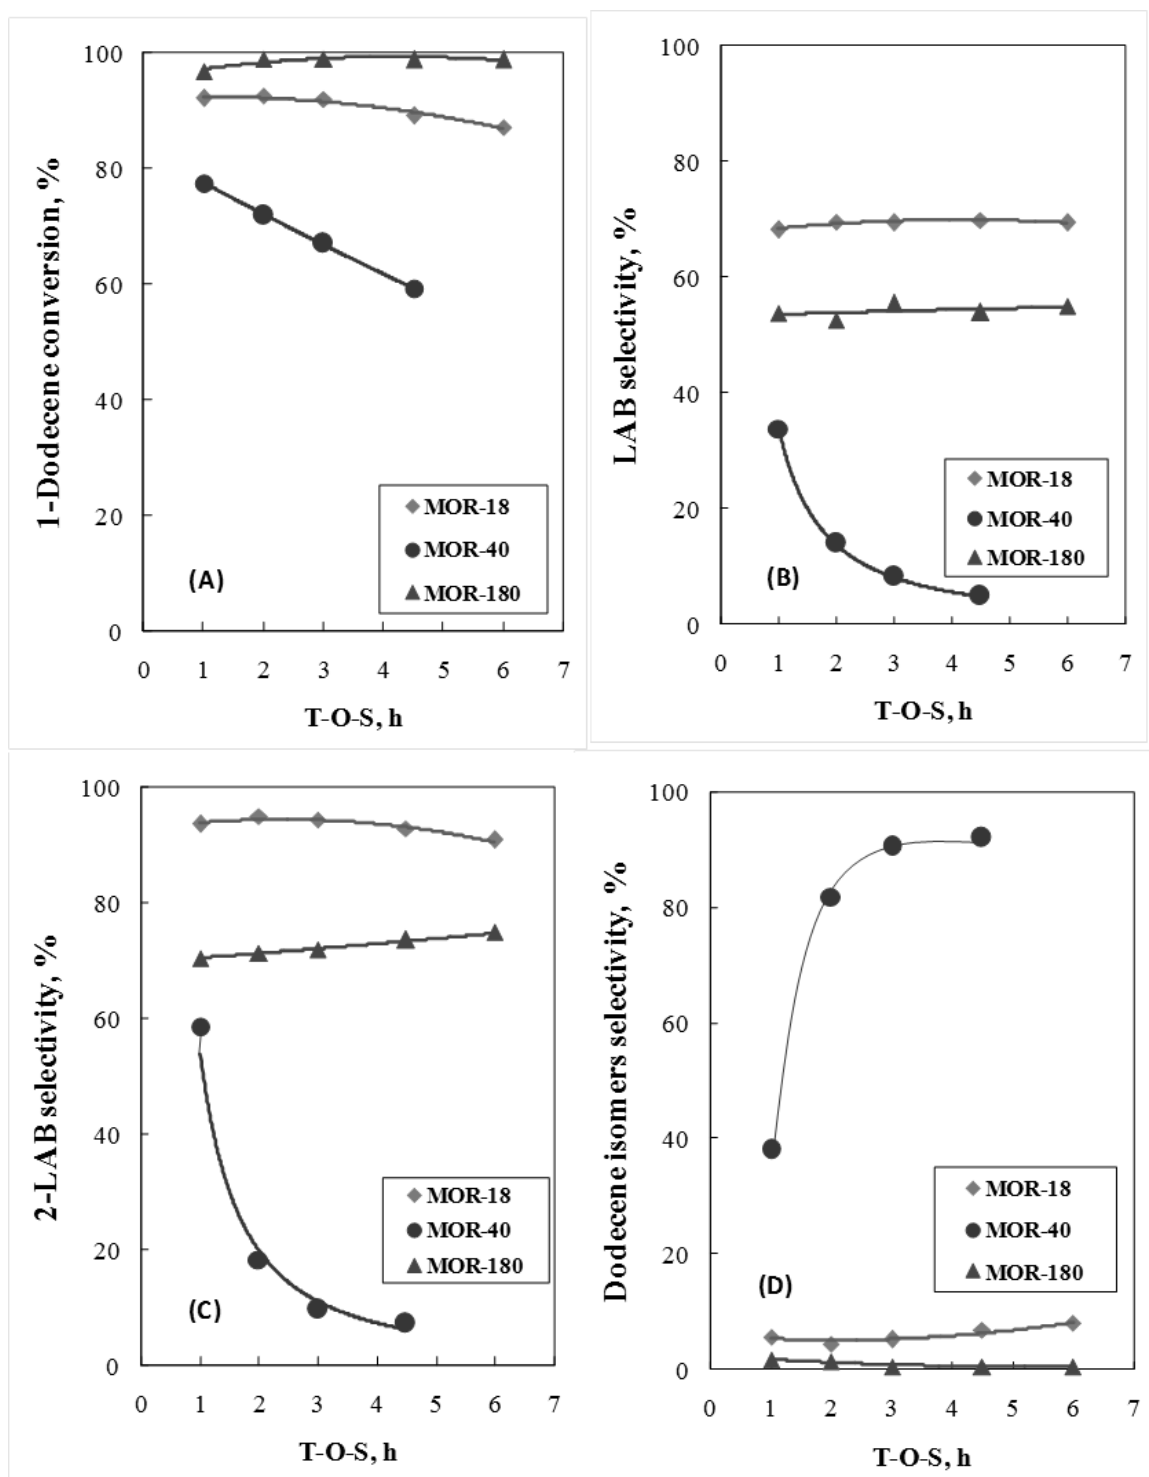 1-Dodecene conversion, %
100
80
60
40
20
0
MOR-18
MOR-40
MOR-180
(A)
0 1 2 3 4 5 6 7
T-O-S, h
LAB selectivity, %
100
80
60
40
20
0
MOR-18
MOR-40
MOR-180
(B)
0 1 2 3 4 5 6 7
T-O-S, h
2-LAB selectivity, %
100
80
60
40
20
0
MOR-18
MOR-40
MOR-180
(C)
0 1 2 3 4 5 6 7
T-O-S, h
Dodecene isomers selectivity, %
100
80
60
40
20
0
MOR-18
MOR-40
MOR-180
(D)
0 1 2 3 4 5 6 7
T-O-S, h